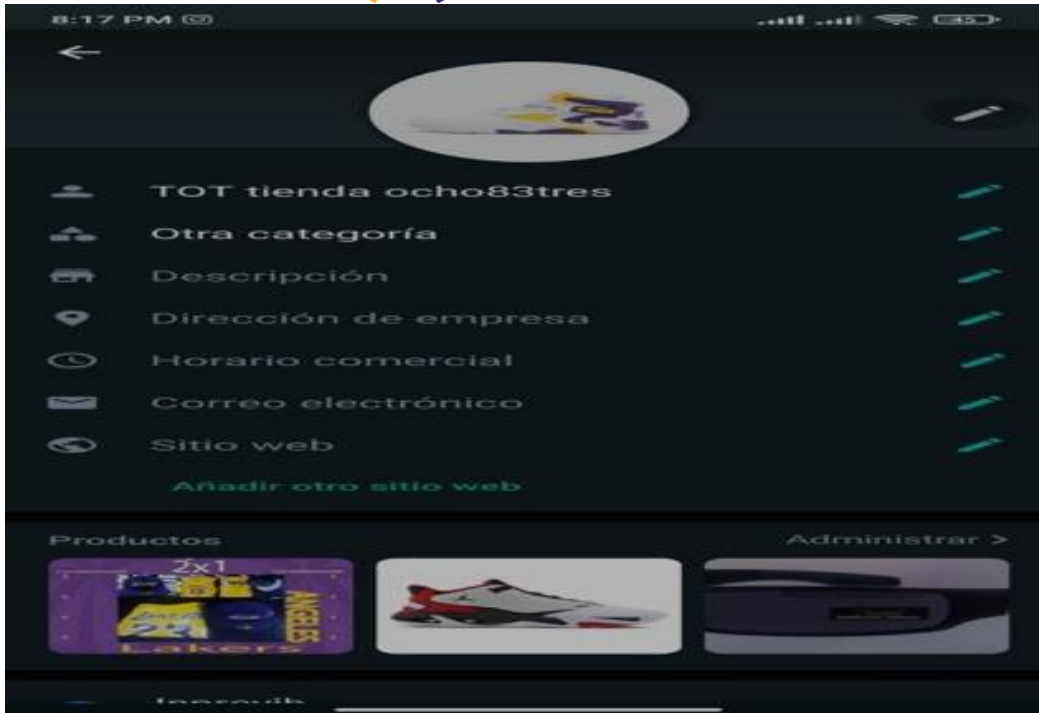 8:17 PM
45
TOT tienda ocho83tres
Otra categoría
Descripción
Dirección de empresa
Horario comercial
Correo electrónico
Sitio web
Añadir otro sitio web
Productos
Administrar >
2x1
ANGELES
Lakers